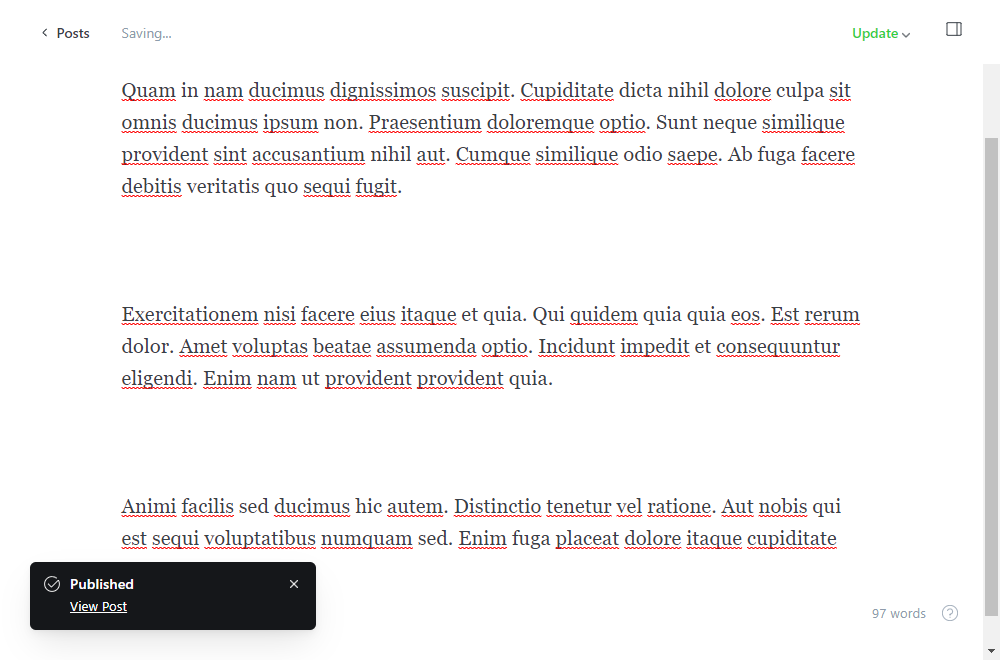 Posts
Saving...
Update
Quam in nam ducimus dignissimos suscipit. Cupiditate dicta nihil dolore culpa sit
omnis ducimus ipsum non. Praesentium doloremque optio. Sunt neque similique
provident sint accusantium nihil aut. Cumque similique odio saepe. Ab fuga facere
debitis veritatis quo sequi fugit.
Exercitationem nisi facere eius itaque et quia. Qui quidem quia quia eos. Est rerum
dolor. Amet voluptas beatae assumenda optio. Incidunt impedit et consequuntur
eligendi. Enim nam ut provident provident quia.
Animi facilis sed ducimus hic autem. Distinctio tenetur vel ratione. Aut nobis qui
est sequi voluptatibus numquam sed. Enim fuga placeat dolore itaque cupiditate
Published
View Post
97 words